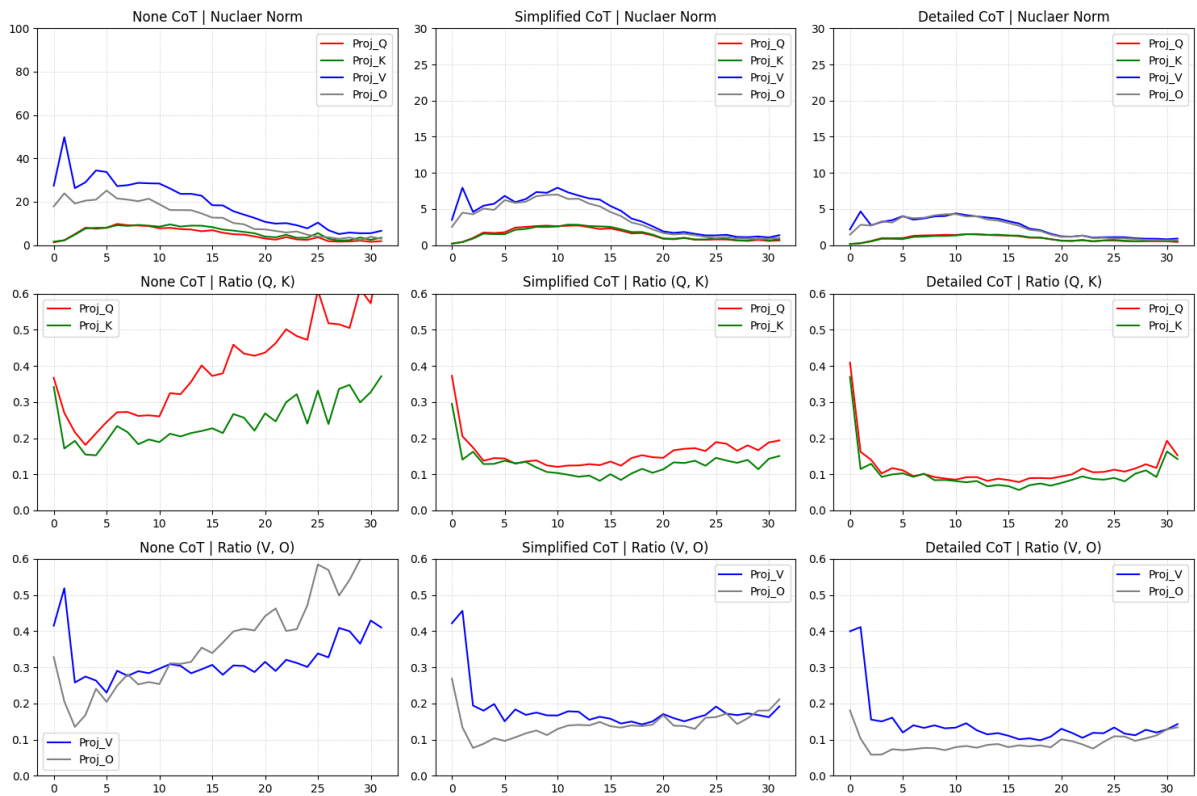 None CoT | Nuclaer Norm
100
80
60
40
20
0
0 5 10 15 20 25 30
Proj_Q
Proj_K
Proj_V
Proj_O
Simplified CoT | Nuclaer Norm
30
25
20
15
10
5
0
0 5 10 15 20 25 30
Proj_Q
Proj_K
Proj_V
Proj_O
Detailed CoT | Nuclaer Norm
30
25
20
15
10
5
0
0 5 10 15 20 25 30
Proj_Q
Proj_K
Proj_V
Proj_O
None CoT | Ratio (Q, K)
0.6
0.5
0.4
0.3
0.2
0.1
0.0
0 5 10 15 20 25 30
Proj_Q
Proj_K
Simplified CoT | Ratio (Q, K)
0.6
0.5
0.4
0.3
0.2
0.1
0.0
0 5 10 15 20 25 30
Proj_Q
Proj_K
Detailed CoT | Ratio (Q, K)
0.6
0.5
0.4
0.3
0.2
0.1
0.0
0 5 10 15 20 25 30
Proj_Q
Proj_K
None CoT | Ratio (V, O)
0.6
0.5
0.4
0.3
0.2
0.1
0.0
0 5 10 15 20 25 30
Proj_V
Proj_O
Simplified CoT | Ratio (V, O)
0.6
0.5
0.4
0.3
0.2
0.1
0.0
0 5 10 15 20 25 30
Proj_V
Proj_O
Detailed CoT | Ratio (V, O)
0.6
0.5
0.4
0.3
0.2
0.1
0.0
0 5 10 15 20 25 30
Proj_V
Proj_O